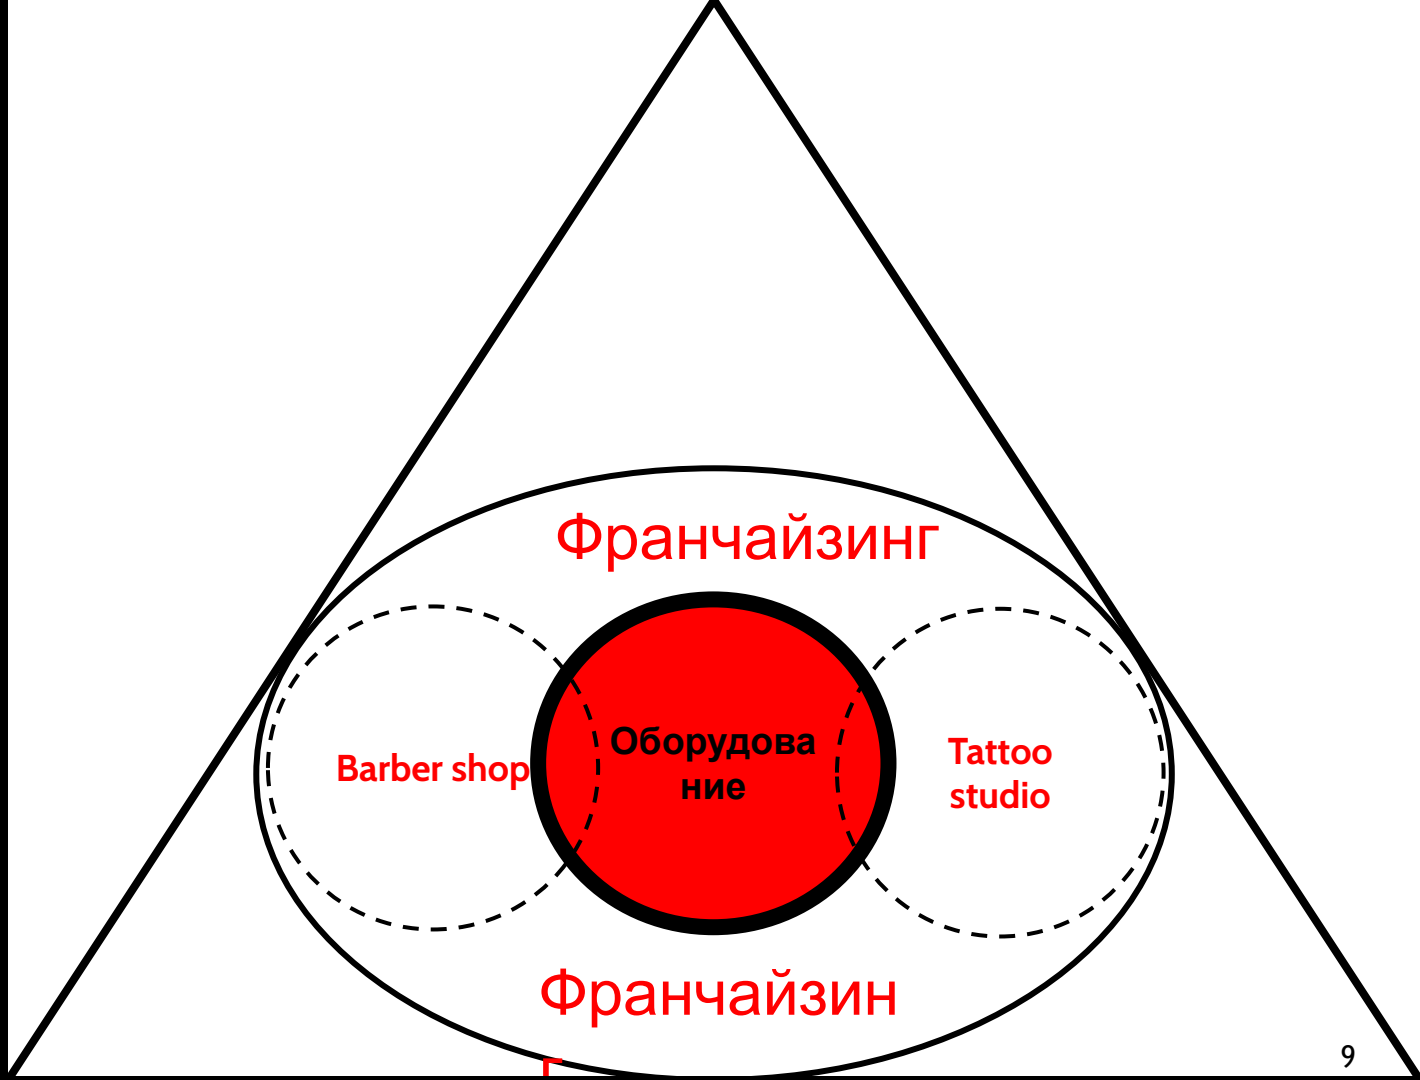 Франчайзинг
Barber shop
Оборудова
ние
Tattoo
studio
Франчайзин
г
9